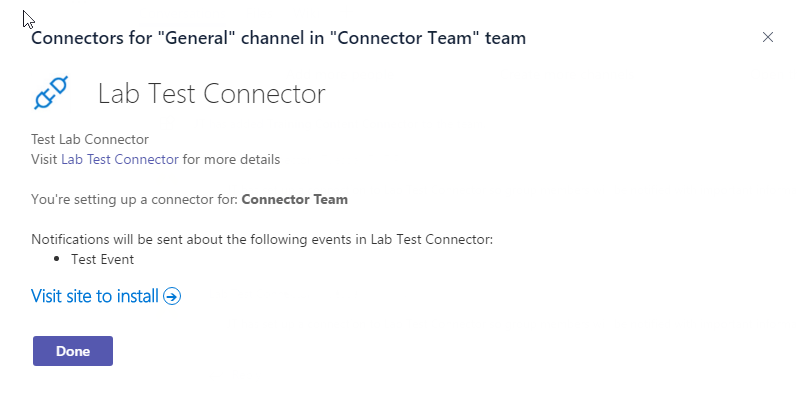 Connectors for "General" channel in "Connector Team" team
Lab Test Connector
Test Lab Connector
Visit Lab Test Connector for more details
You're setting up a connector for: Connector Team
Notifications will be sent about the following events in Lab Test Connector:
• Test Event
Visit site to install
Done